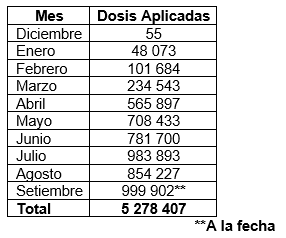 Mes Dosis Aplicadas
Diciembre 55
Enero 48 073
Febrero 101 684
Marzo 234 543
Abril 565 897
Mayo 708 433
Junio 781 700
Julio 983 893
Agosto 854 227
Setiembre 999 902**
Total 5 278 407
**A la fecha